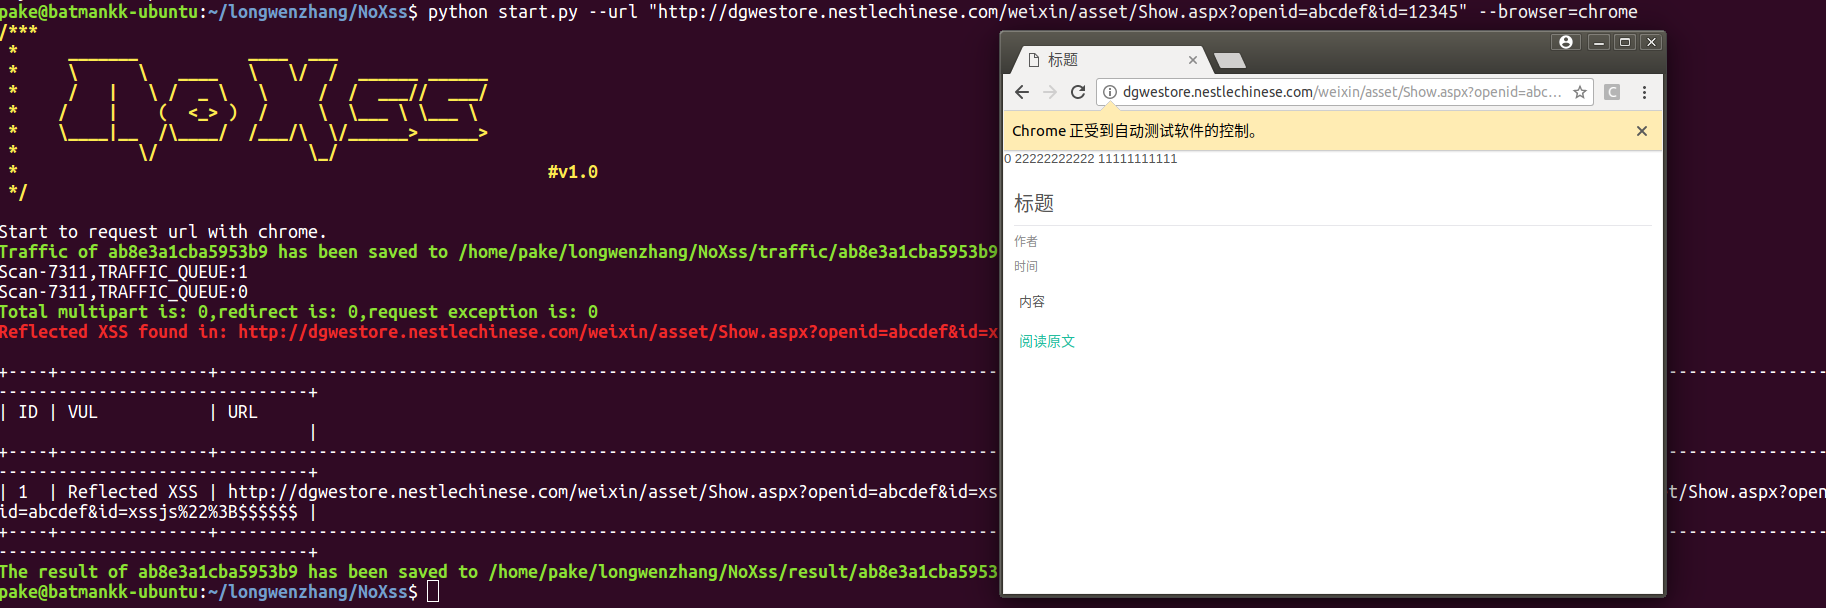 pake@batmankk-ubuntu:~/longwenzhang/NoXss$ python start.py --url "http://dgwestore.nestlechinese.com/weixin/asset/Show.aspx?openid=abcdef&id=12345" --browser=chrome
/***
 *
 *      _______           ____  ___
 *      \      \   ____   \   \/  /  ______ ______
 *      /   |   \ /  _ \   \     /  /  ___//  ___/
 *     /    |    (  <_> )  /     \  \___ \ \___ \
 *     \____|__  /\____/  /___/\  \/______>______>
 *             \/               \_/
 *                                                     #v1.0
 */
Start to request url with chrome.
Traffic of ab8e3a1cba5953b9 has been saved to /home/pake/longwenzhang/NoXss/traffic/ab8e3a1cba5953b9
Scan-7311,TRAFFIC_QUEUE:1
Scan-7311,TRAFFIC_QUEUE:0
Total multipart is: 0,redirect is: 0,request exception is: 0
Reflected XSS found in: http://dgwestore.nestlechinese.com/weixin/asset/Show.aspx?openid=abcdef&id=x
| ID | VUL           | URL
|
| 1  | Reflected XSS | http://dgwestore.nestlechinese.com/weixin/asset/Show.aspx?openid=abcdef&id=xs
t/Show.aspx?open
id=abcdef&id=xssjs%22%3B$$$$$$ |
The result of ab8e3a1cba5953b9 has been saved to /home/pake/longwenzhang/NoXss/result/ab8e3a1cba5953
pake@batmankk-ubuntu:~/longwenzhang/NoXss$
标题
dgwestore.nestlechinese.com/weixin/asset/Show.aspx?openid=abc...
C
Chrome 正受到自动测试软件的控制。
0 22222222222 11111111111
标题
作者
时间
内容
阅读原文